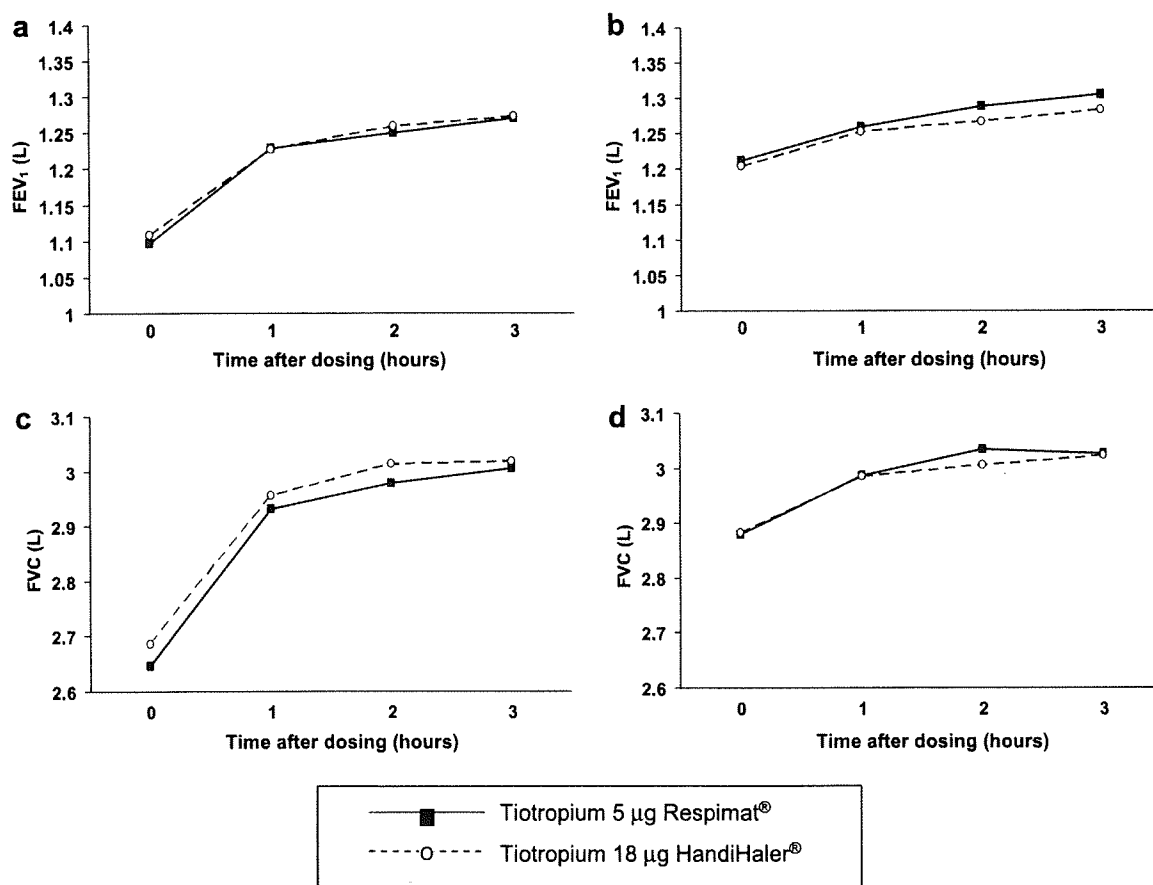 a
1.4
1.35
1.3
1.25
1.2
1.15
1.1
1.05
1
FEV₁ (L)
0 1 2 3
Time after dosing (hours)
b
1.4
1.35
1.3
1.25
1.2
1.15
1.1
1.05
1
FEV₁ (L)
0 1 2 3
Time after dosing (hours)
c
3.1
3
2.9
2.8
2.7
2.6
FVC (L)
0 1 2 3
Time after dosing (hours)
d
3.1
3
2.9
2.8
2.7
2.6
FVC (L)
0 1 2 3
Time after dosing (hours)
Tiotropium 5 μg Respimat®
Tiotropium 18 μg HandiHaler®